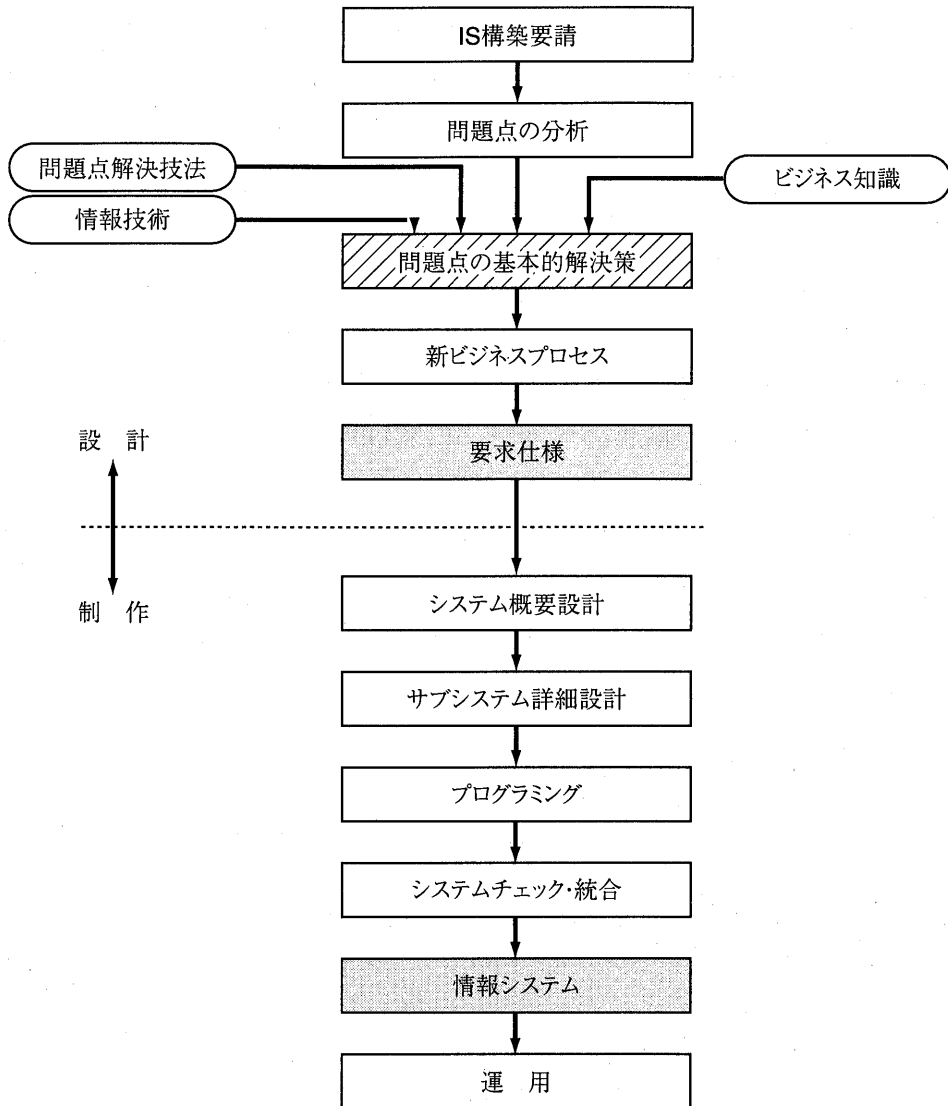 IS構築要請
問題点の分析
問題点解決技法
ビジネス知識
情報技術
問題点の基本的解決策
新ビジネスプロセス
要求仕様
設 計
制 作
システム概要設計
サブシステム詳細設計
プログラミング
システムチェック・統合
情報システム
運 用